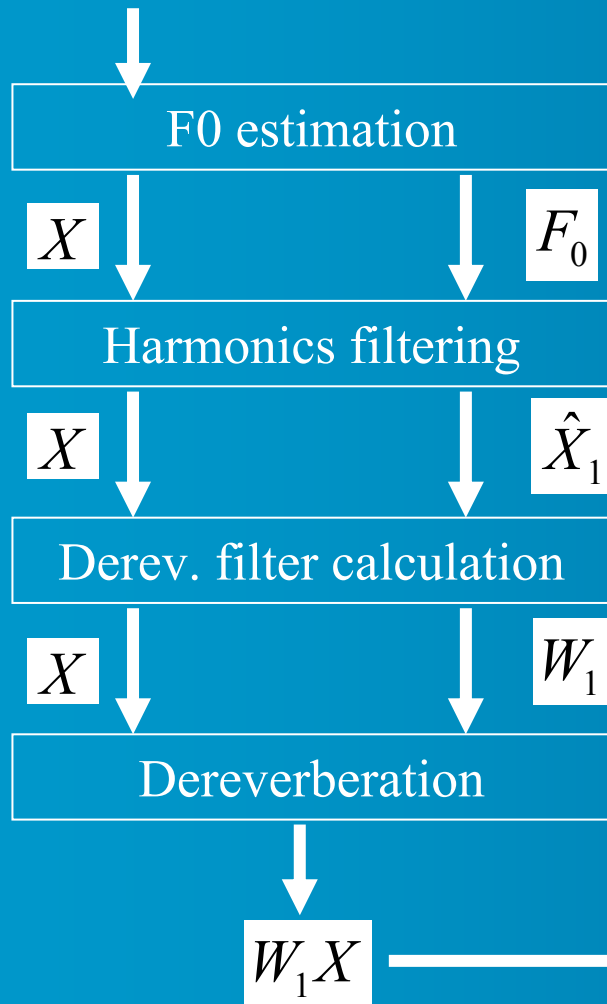 F0 estimation
X F₀
Harmonics filtering
X X̂₁
Derev. filter calculation
X W₁
Dereverberation
W₁X